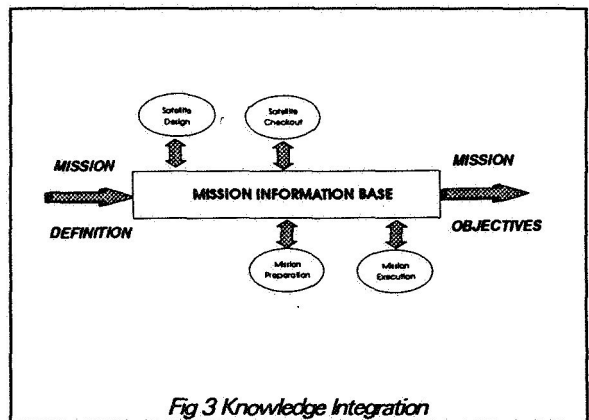 Satellite
Design
Satellite
Checkout
MISSION
DEFINITION
MISSION INFORMATION BASE
MISSION
OBJECTIVES
Mission
Preparation
Mission
Execution
Fig 3 Knowledge Integration